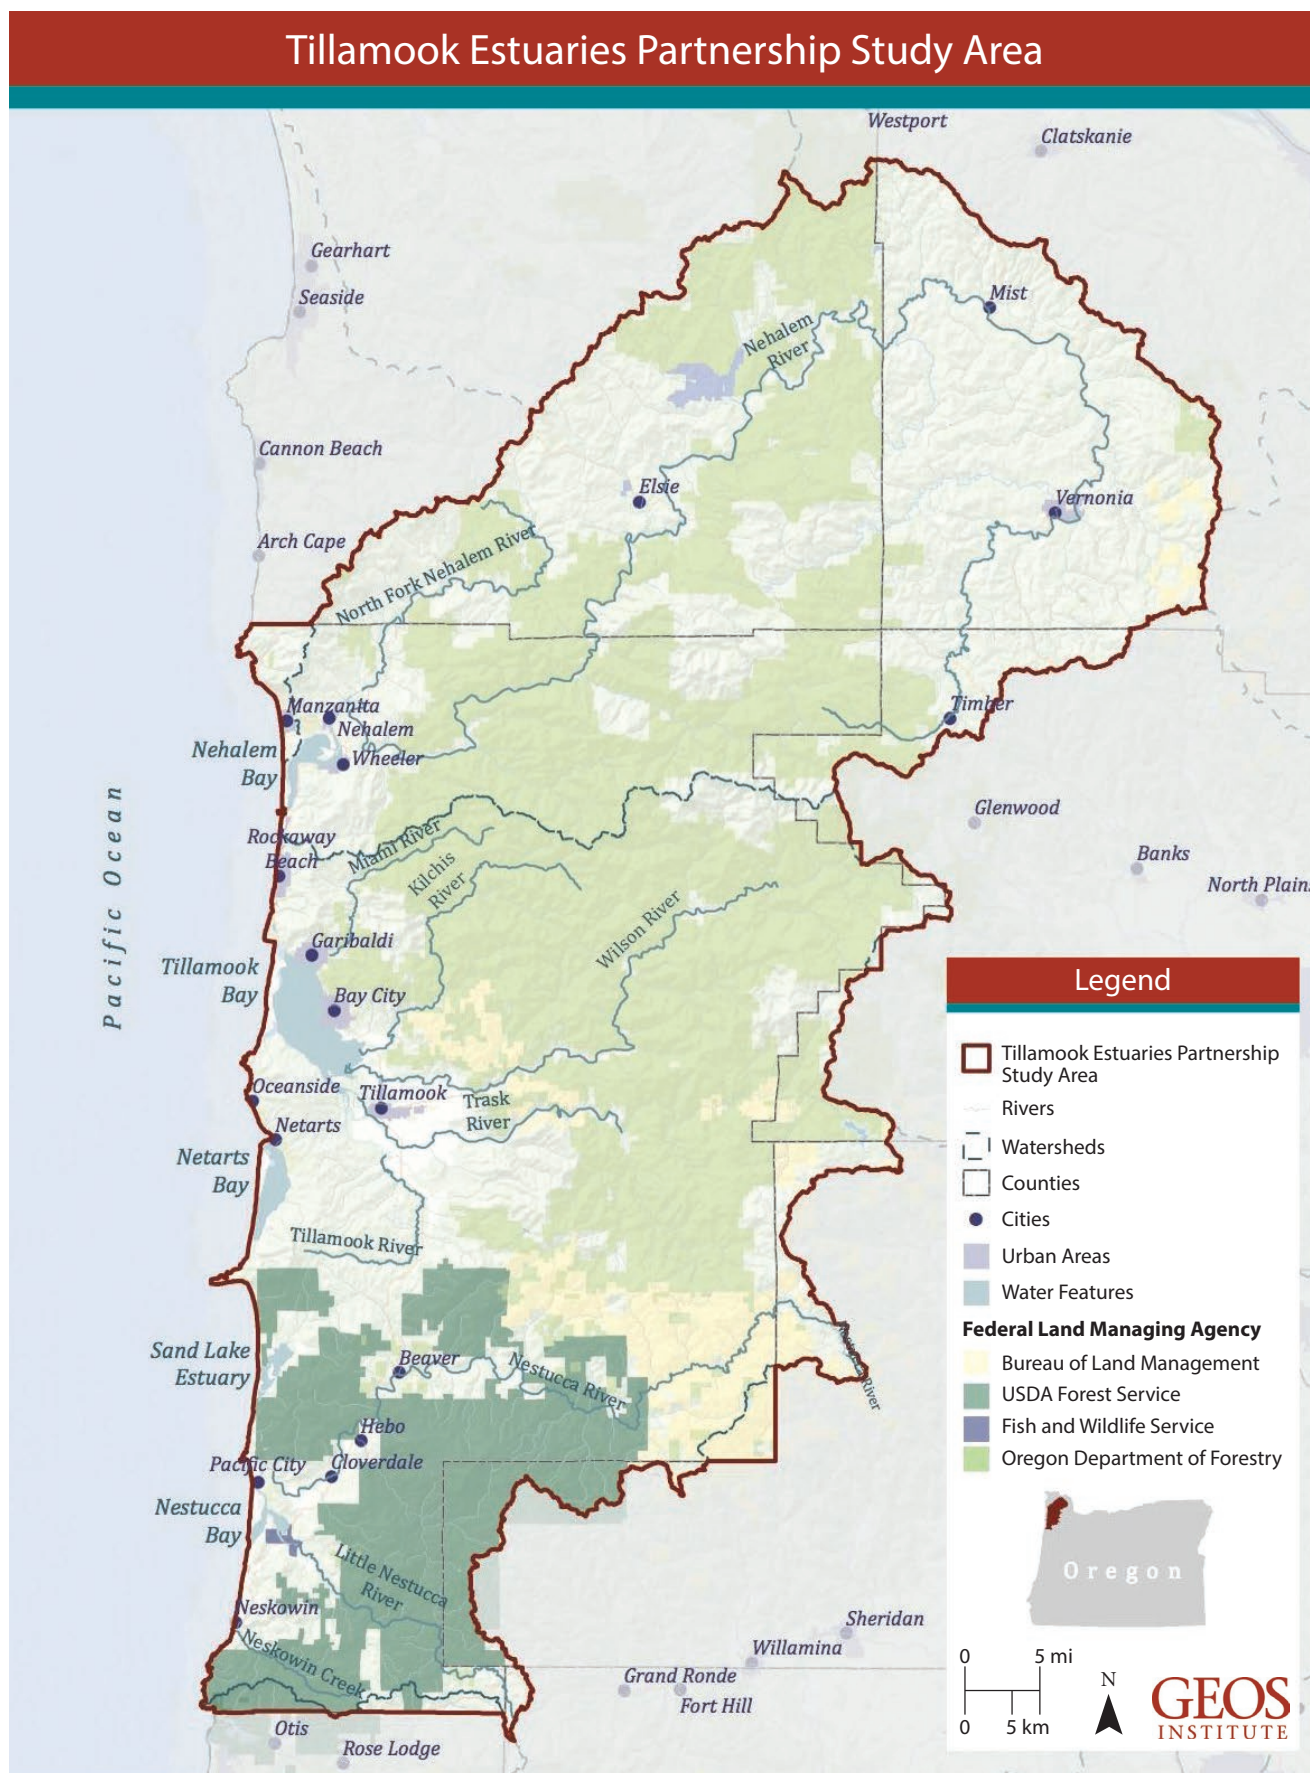 Tillamook Estuaries Partnership Study Area
Westport
Clatskanie
Gearhart
Seaside
Mist
Nehalem
River
Cannon Beach
Elsie
Vernonia
Arch Cape
North Fork Nehalem River
Manzanita
Nehalem
Wheeler
Timber
Nehalem
Bay
Pacific Ocean
Glenwood
Rockaway
Beach
Miami River
Kilchis
River
Banks
North Plain
Wilson River
Garibaldi
Tillamook
Bay
Bay City
Oceanside
Tillamook
Trask
River
Netarts
Netarts
Bay
Tillamook River
Sand Lake
Estuary
Beaver
Nestucca River
Hebo
Pacific City
Cloverdale
Nestucca
Bay
Little Nestucca
River
Neskowin
Neskowin Creek
Sheridan
Willamina
Grand Ronde
Fort Hill
Otis
Rose Lodge
Legend
Tillamook Estuaries Partnership
Study Area
Rivers
Watersheds
Counties
Cities
Urban Areas
Water Features
Federal Land Managing Agency
Bureau of Land Management
USDA Forest Service
Fish and Wildlife Service
Oregon Department of Forestry
Oregon
0 5 mi
0 5 km
N
GEOS
INSTITUTE